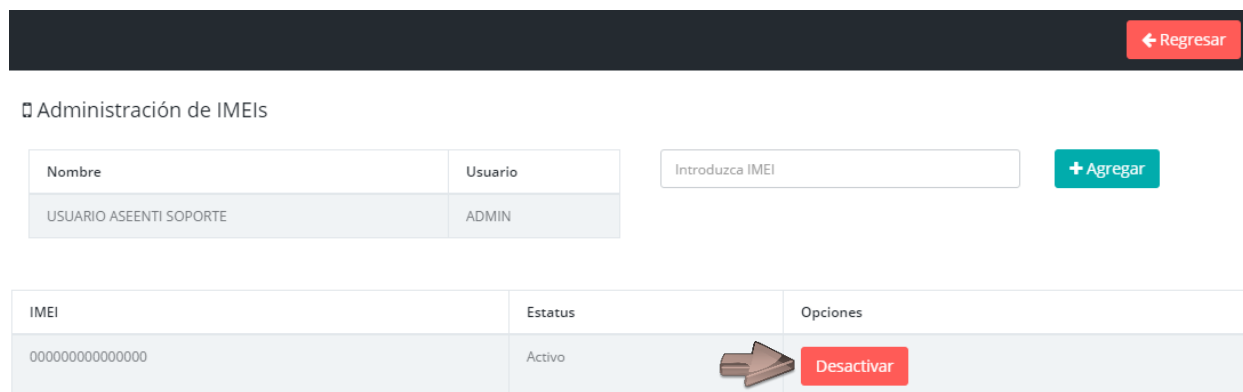 Regresar
Administración de IMEIs
Nombre Usuario Introduzca IMEI Agregar
USUARIO ASEENTI SOPORTE ADMIN
IMEI Estatus Opciones
000000000000000 Activo Desactivar